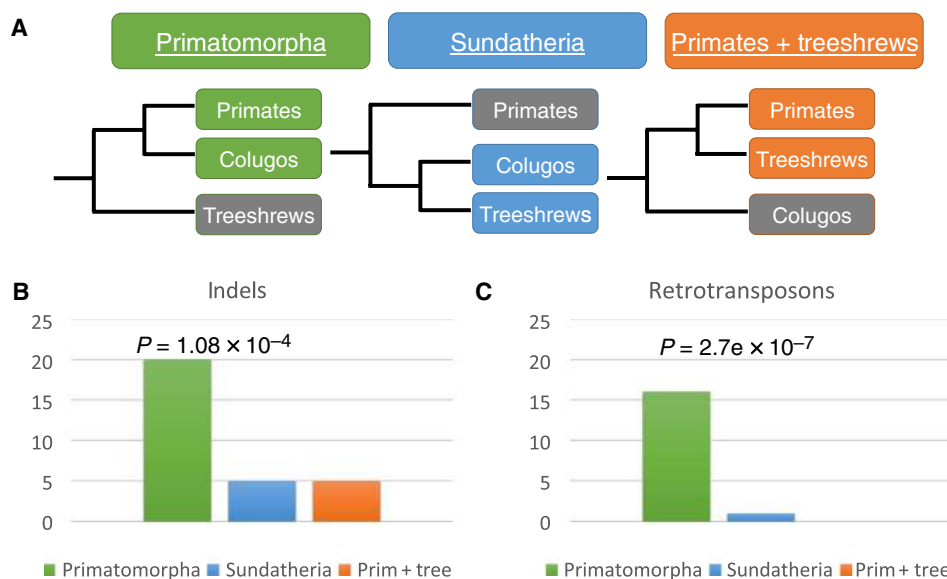 A
Primatomorpha
Sundatheria
Primates + treeshrews
Primates
Colugos
Treeshrews
Primates
Colugos
Treeshrews
Primates
Treeshrews
Colugos
B
Indels
25
20
15
10
5
0
P = 1.08 × 10–4
Primatomorpha Sundatheria Prim + tree
C
Retrotransposons
25
20
15
10
5
0
P = 2.7e × 10–7
Primatomorpha Sundatheria Prim + tree